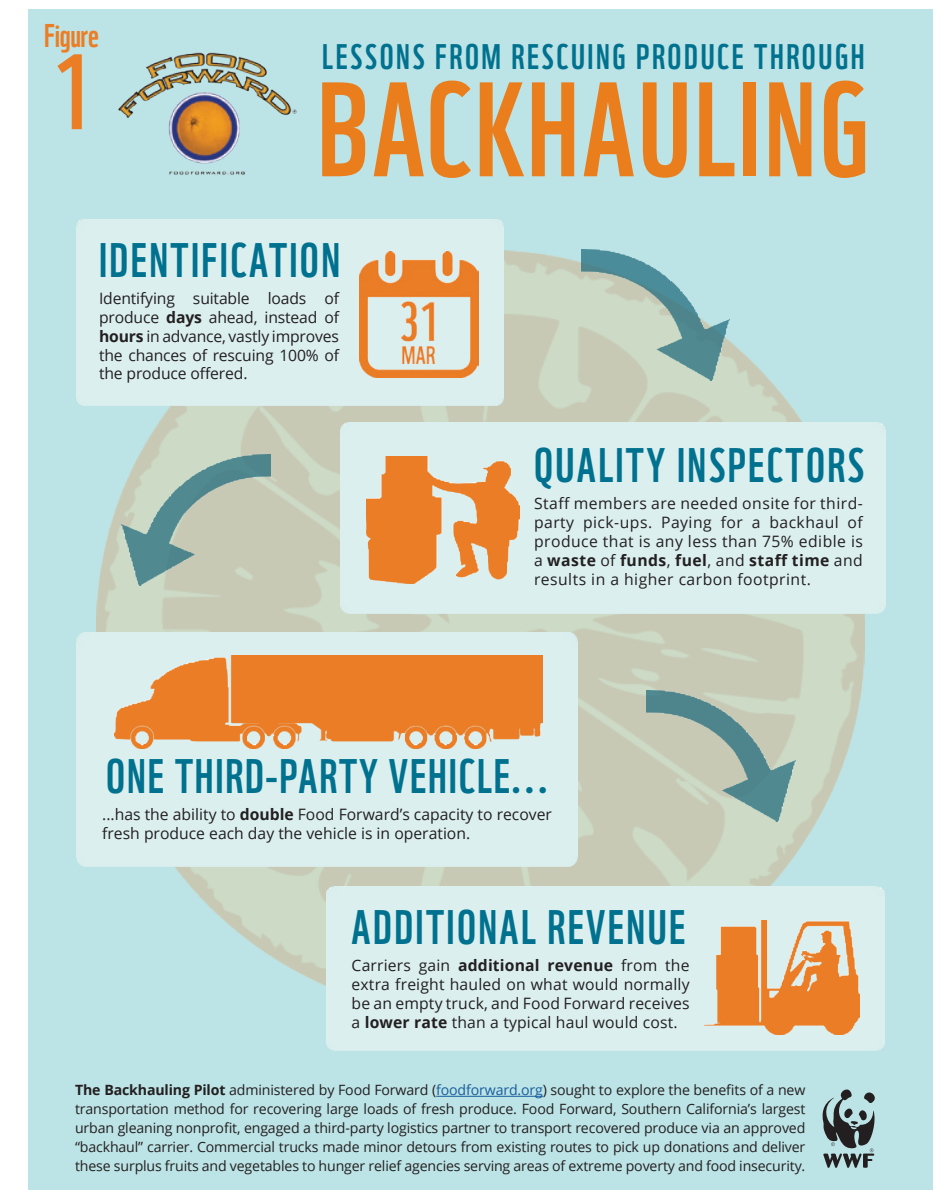 Figure
1
FOOD
FORWARD®
FOODFORWARD.ORG
LESSONS FROM RESCUING PRODUCE THROUGH
BACKHAULING
IDENTIFICATION
Identifying suitable loads of
produce days ahead, instead of
hours in advance, vastly improves
the chances of rescuing 100% of
the produce offered.
31
MAR
QUALITY INSPECTORS
Staff members are needed onsite for third-
party pick-ups. Paying for a backhaul of
produce that is any less than 75% edible is
a waste of funds, fuel, and staff time and
results in a higher carbon footprint.
ONE THIRD-PARTY VEHICLE...
...has the ability to double Food Forward’s capacity to recover
fresh produce each day the vehicle is in operation.
ADDITIONAL REVENUE
Carriers gain additional revenue from the
extra freight hauled on what would normally
be an empty truck, and Food Forward receives
a lower rate than a typical haul would cost.
The Backhauling Pilot administered by Food Forward (foodforward.org) sought to explore the benefits of a new
transportation method for recovering large loads of fresh produce. Food Forward, Southern California’s largest
urban gleaning nonprofit, engaged a third-party logistics partner to transport recovered produce via an approved
“backhaul” carrier. Commercial trucks made minor detours from existing routes to pick up donations and deliver
these surplus fruits and vegetables to hunger relief agencies serving areas of extreme poverty and food insecurity.
WWF